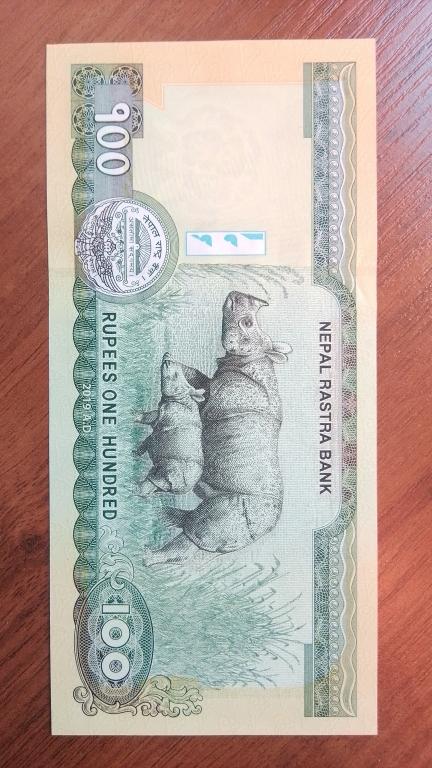 NEPAL RASTRA BANK
१००
नेपाल राष्ट्र बैंक
RUPEES ONE HUNDRED
2019 A.D.
100